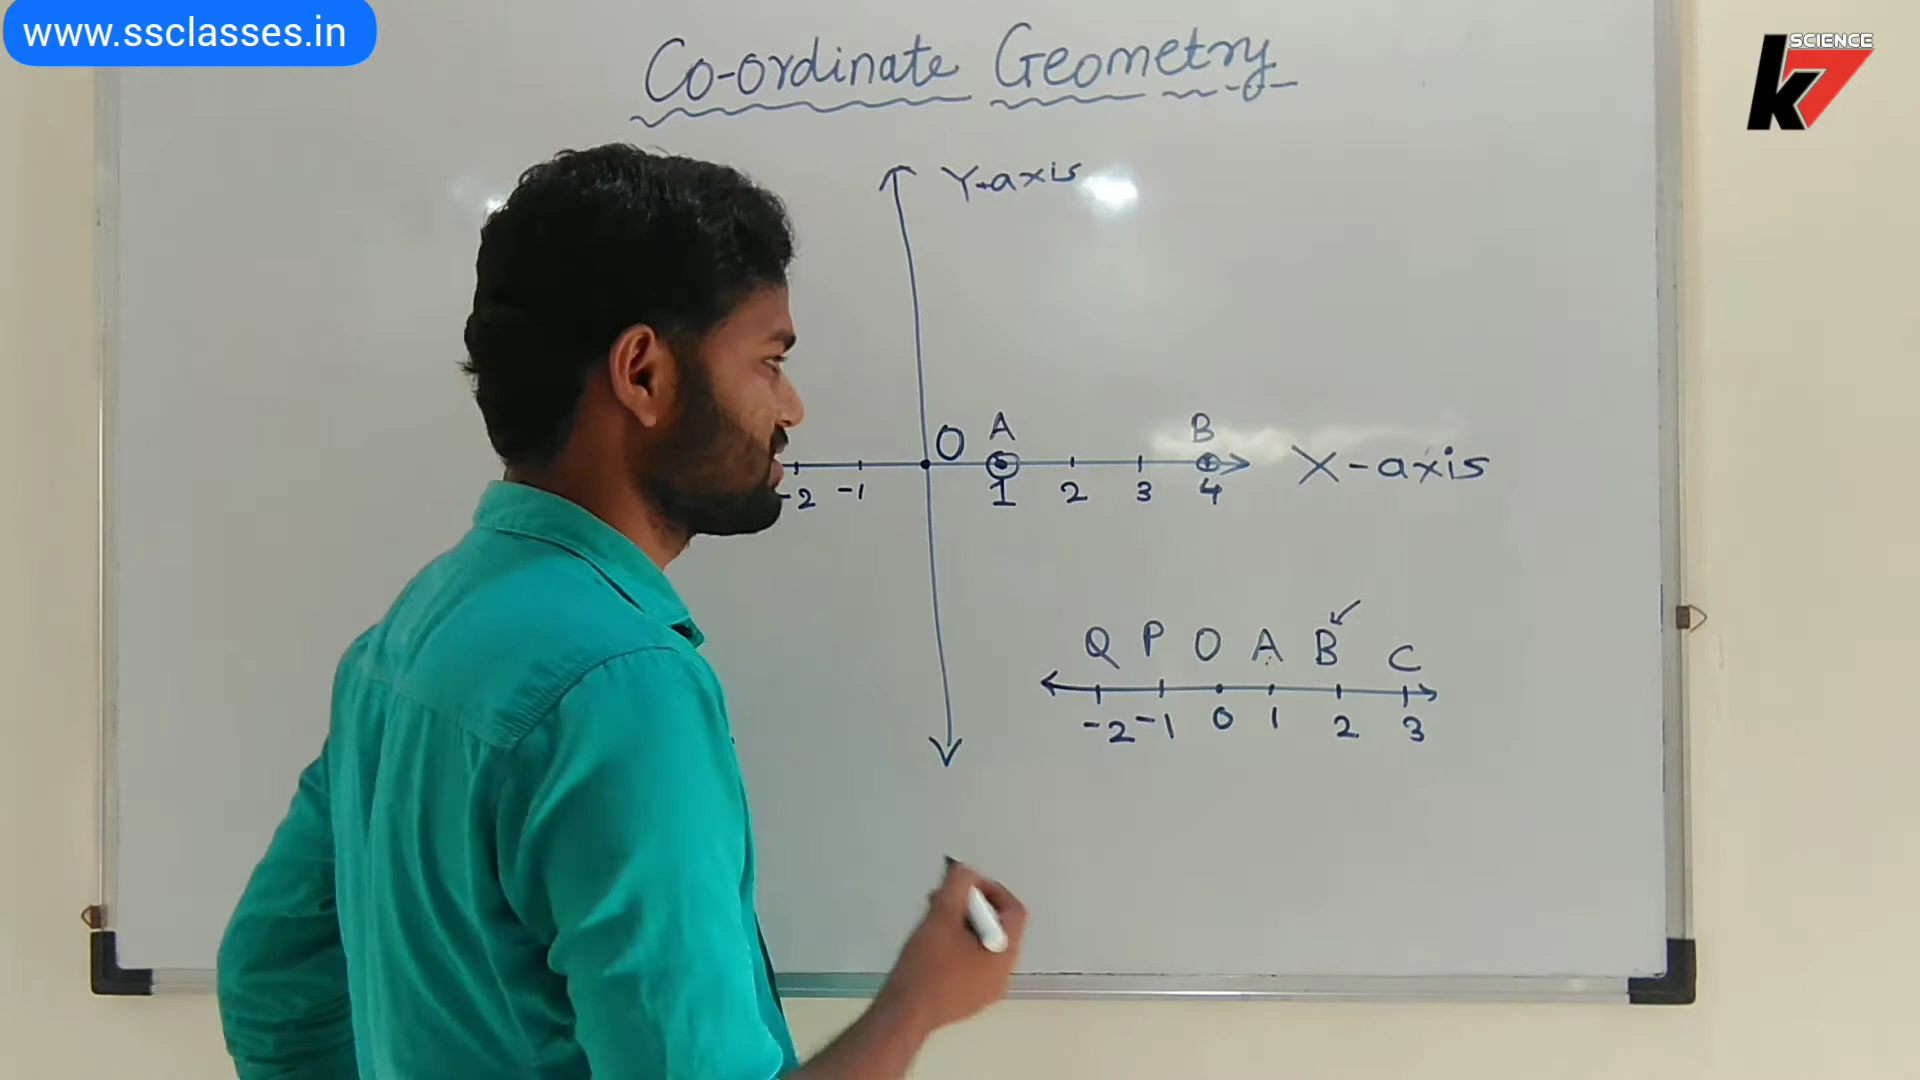 www.ssclasses.in
SCIENCE
K7
Co-ordinate Geometry
Y-axis
O A B
X-axis
-2 -1 1 2 3 4
Q P O A B C
-2 -1 0 1 2 3